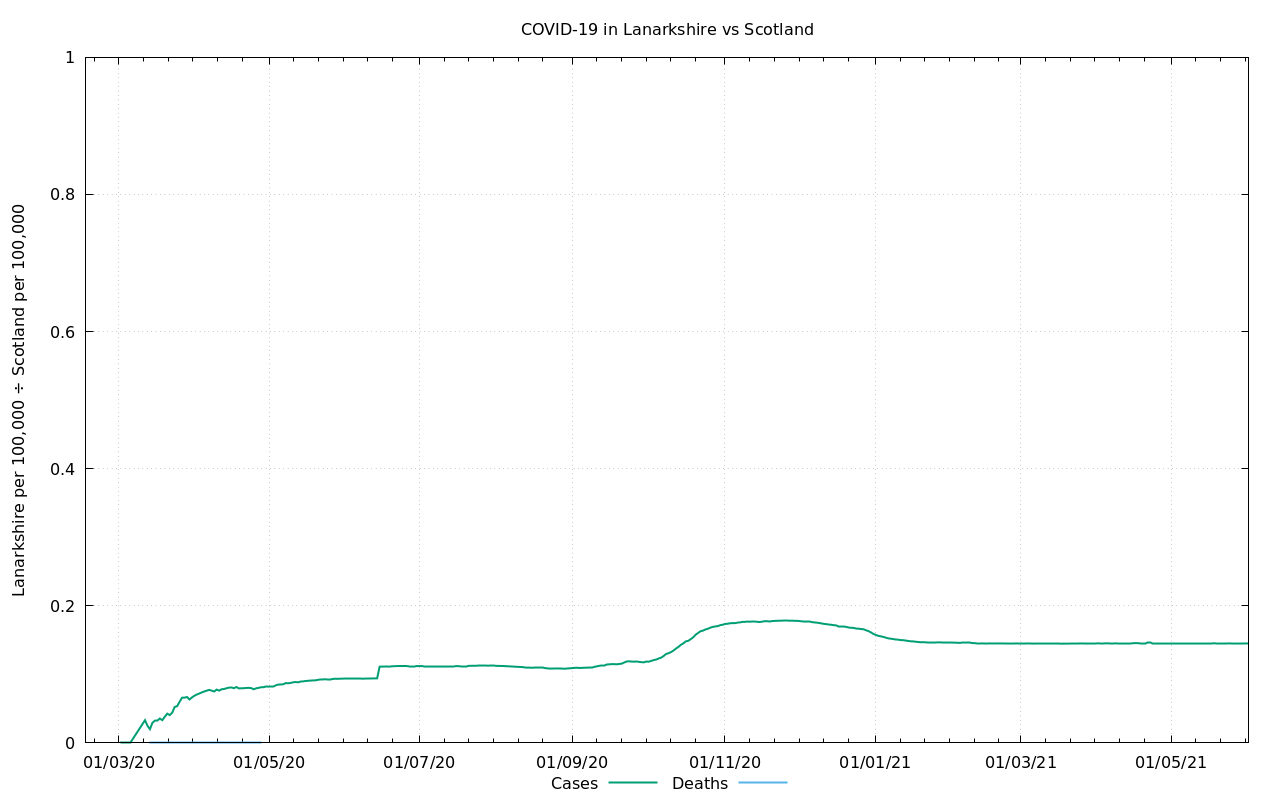 COVID-19 in Lanarkshire vs Scotland
Lanarkshire per 100,000 ÷ Scotland per 100,000
1
0.8
0.6
0.4
0.2
0
01/03/20 01/05/20 01/07/20 01/09/20 01/11/20 01/01/21 01/03/21 01/05/21
Cases Deaths